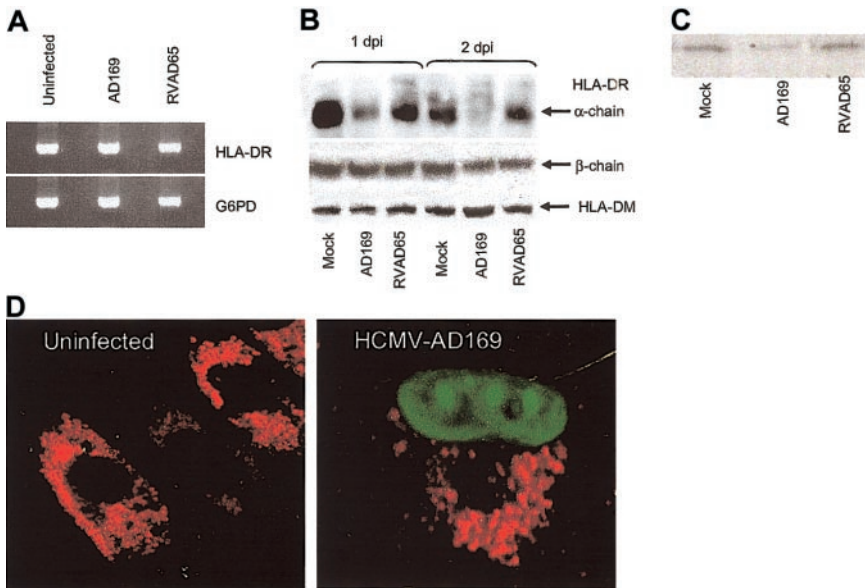 A
Uninfected
AD169
RVAD65
HLA-DR
G6PD
B
1 dpi
2 dpi
HLA-DR
α-chain
β-chain
HLA-DM
Mock
AD169
RVAD65
Mock
AD169
RVAD65
C
Mock
AD169
RVAD65
D
Uninfected
HCMV-AD169